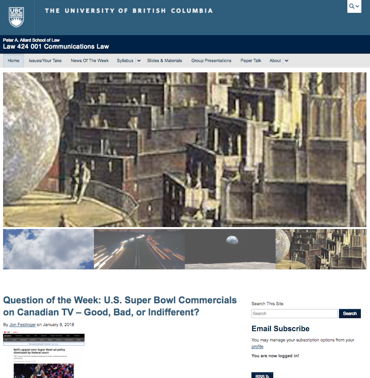 UBC
THE UNIVERSITY OF BRITISH COLUMBIA
Peter A. Allard School of Law
Law 424 001 Communications Law
Home Issues/Your Take News Of The Week Syllabus Slides & Materials Group Presentations Paper Talk About
Question of the Week: U.S. Super Bowl Commercials
on Canadian TV – Good, Bad, or Indifferent?
By Jon Festinger on January 9, 2018
Search This Site
Search Search
Email Subscribe
You may manage your subscription options from your
profile
You are now logged in!